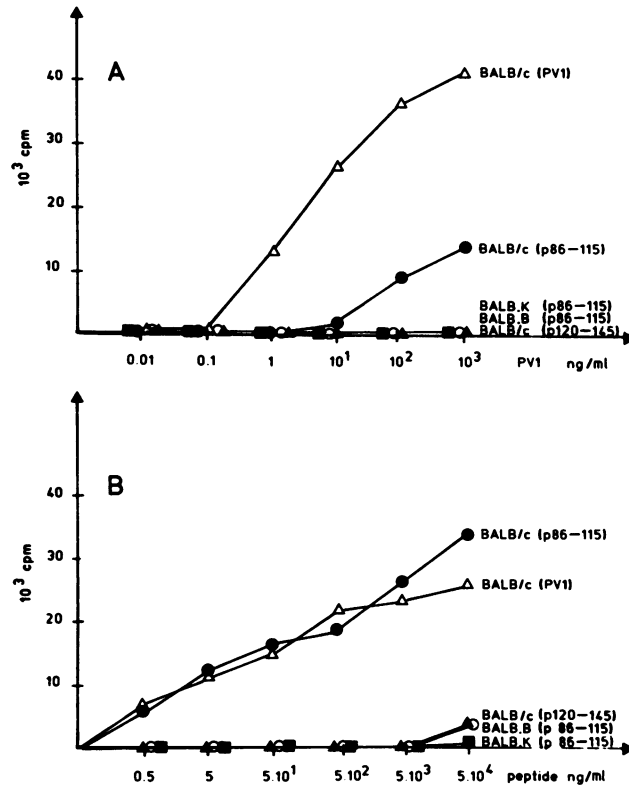 A
10³ cpm
40
30
20
10
BALB/c (PV1)
BALB/c (p86–115)
BALB.K (p86–115)
BALB.B (p86–115)
BALB/c (p120–145)
0.01 0.1 1 10¹ 10² 10³ PV1 ng/ml
B
10³ cpm
40
30
20
10
BALB/c (p86–115)
BALB/c (PV1)
BALB/c (p120–145)
BALB.B (p 86–115)
BALB.K (p 86–115)
0.5 5 5.10¹ 5.10² 5.10³ 5.10⁴ peptide ng/ml